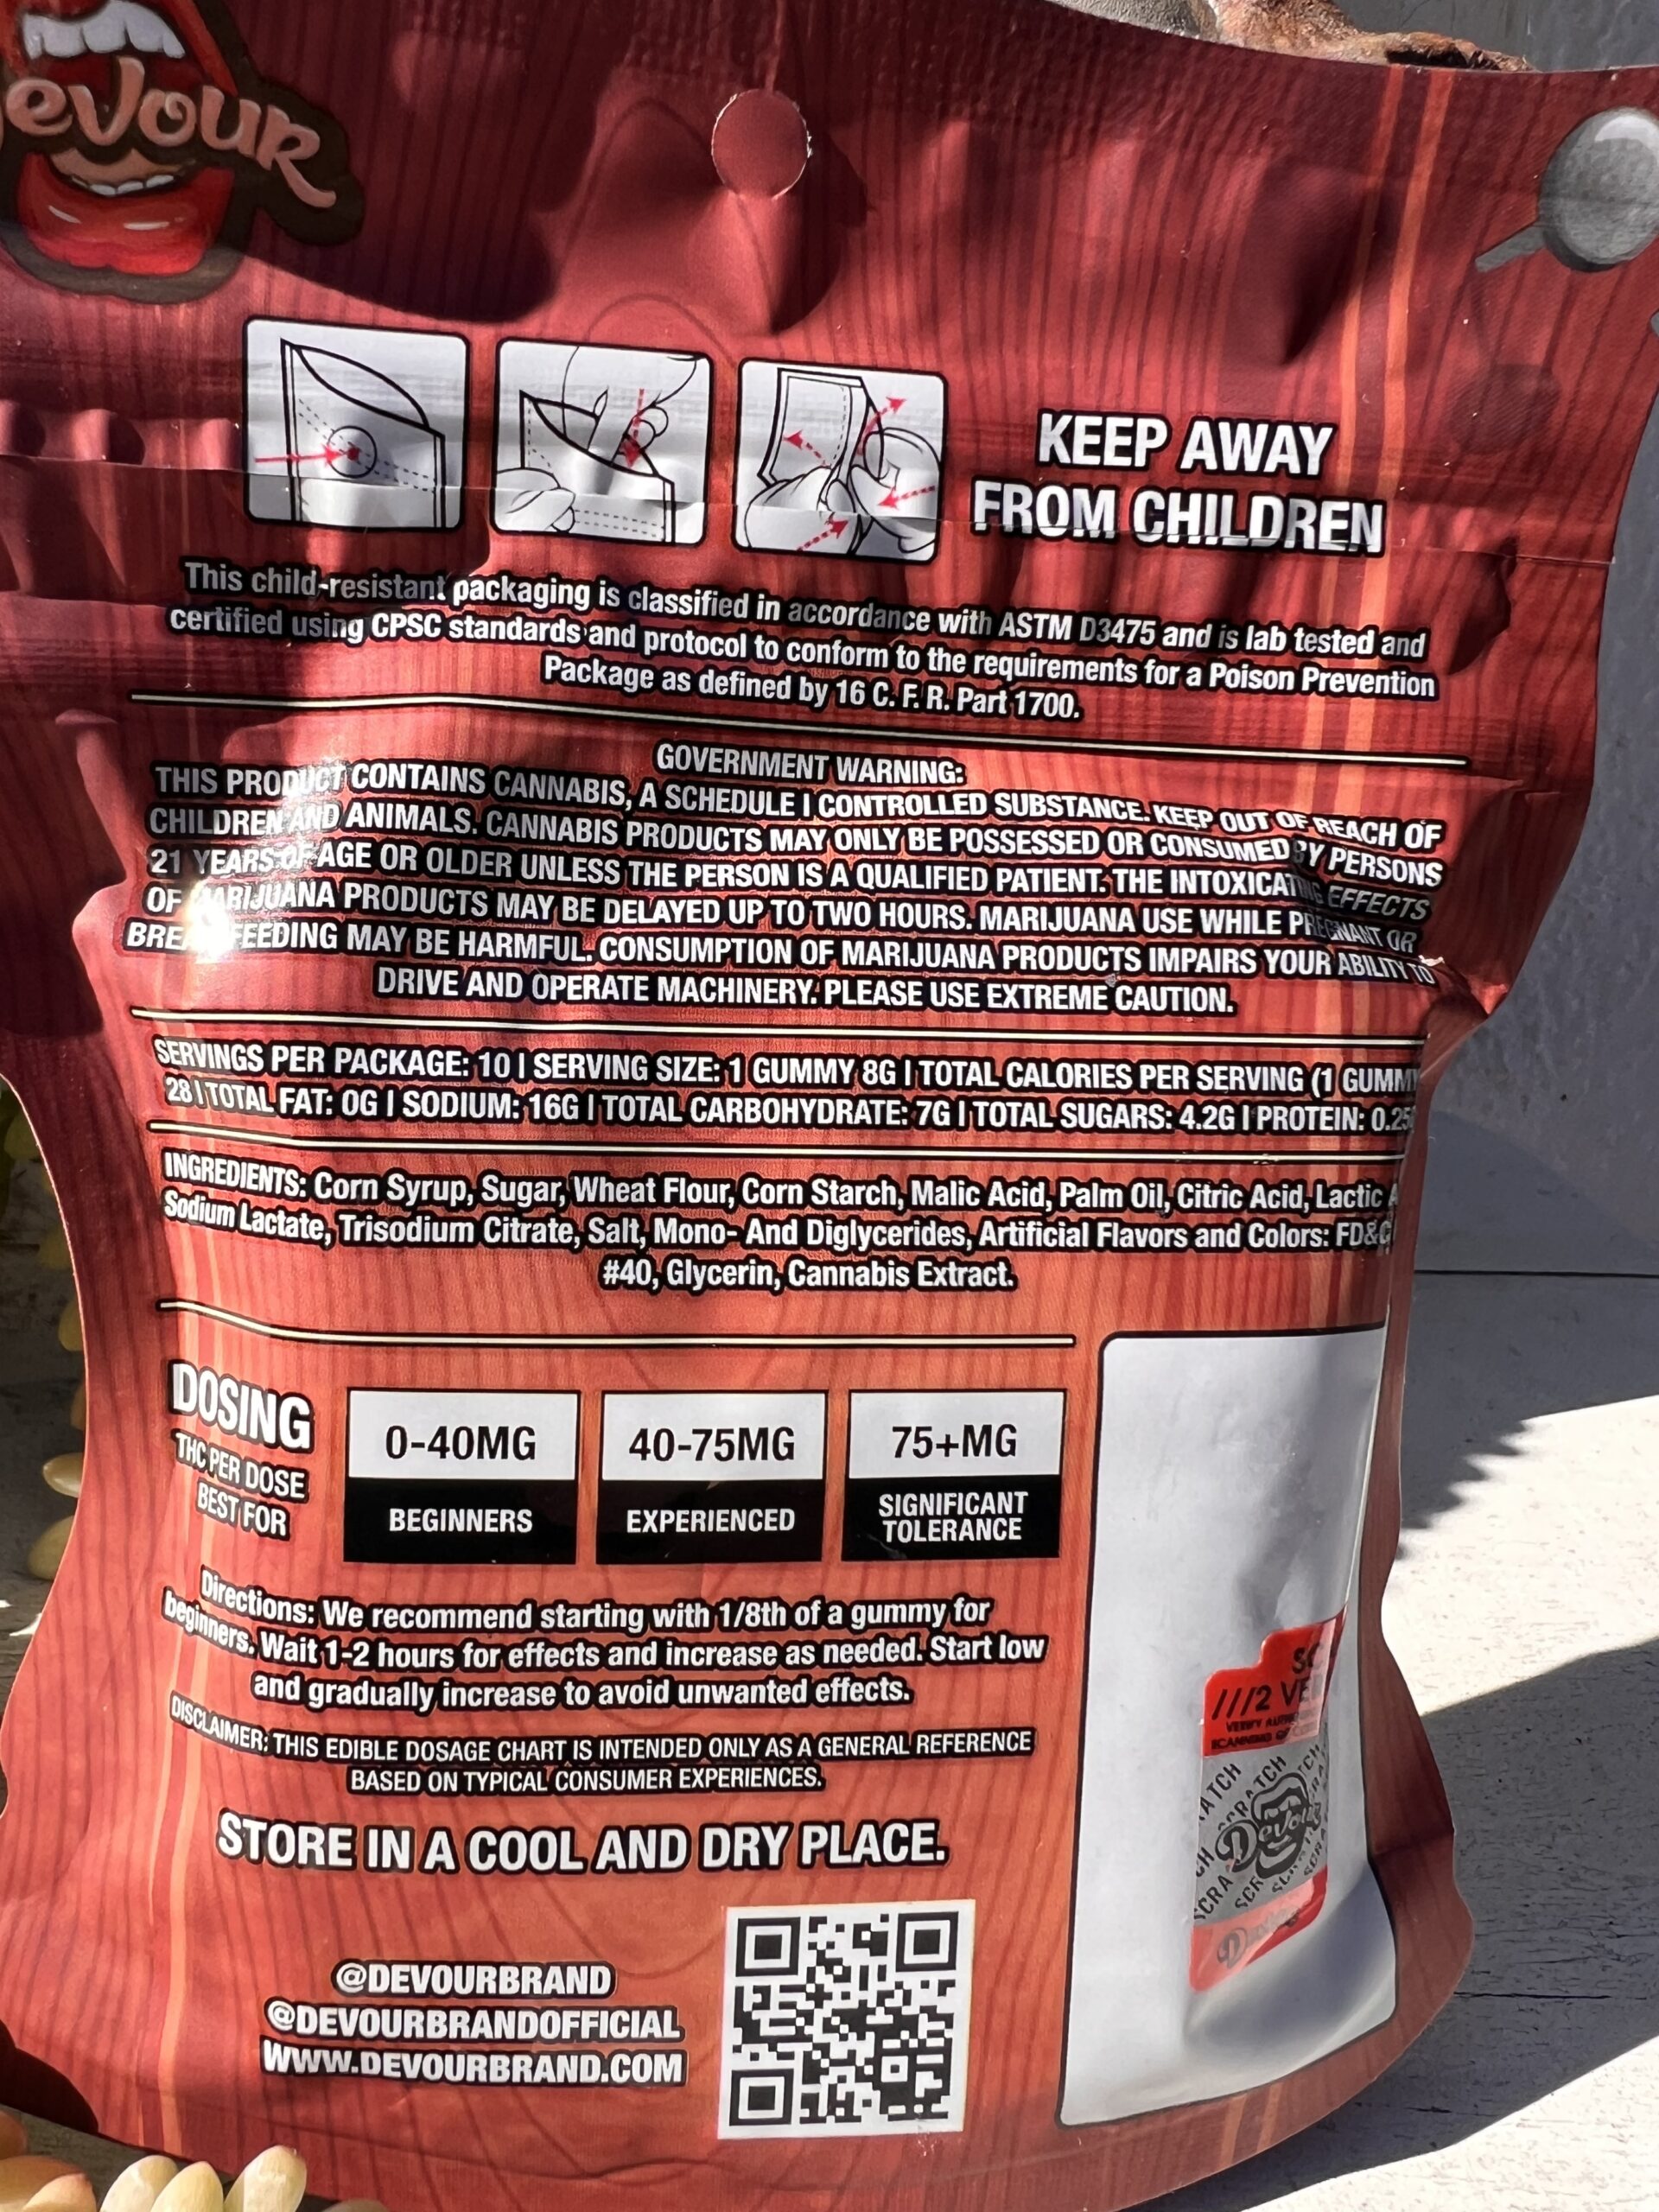 Devour
KEEP AWAY
FROM CHILDREN
This child-resistant packaging is classified in accordance with ASTM D3475 and is lab tested and
certified using CPSC standards and protocol to conform to the requirements for a Poison Prevention
Package as defined by 16 C. F. R. Part 1700.
GOVERNMENT WARNING:
THIS PRODUCT CONTAINS CANNABIS, A SCHEDULE I CONTROLLED SUBSTANCE. KEEP OUT OF REACH OF
CHILDREN AND ANIMALS. CANNABIS PRODUCTS MAY ONLY BE POSSESSED OR CONSUMED BY PERSONS
21 YEARS OF AGE OR OLDER UNLESS THE PERSON IS A QUALIFIED PATIENT. THE INTOXICATING EFFECTS
OF MARIJUANA PRODUCTS MAY BE DELAYED UP TO TWO HOURS. MARIJUANA USE WHILE PREGNANT OR
BREASTFEEDING MAY BE HARMFUL. CONSUMPTION OF MARIJUANA PRODUCTS IMPAIRS YOUR ABILITY TO
DRIVE AND OPERATE MACHINERY. PLEASE USE EXTREME CAUTION.
SERVINGS PER PACKAGE: 10 | SERVING SIZE: 1 GUMMY 8G | TOTAL CALORIES PER SERVING (1 GUMMY
28 | TOTAL FAT: 0G | SODIUM: 16G | TOTAL CARBOHYDRATE: 7G | TOTAL SUGARS: 4.2G | PROTEIN: 0.25
INGREDIENTS: Corn Syrup, Sugar, Wheat Flour, Corn Starch, Malic Acid, Palm Oil, Citric Acid, Lactic
Sodium Lactate, Trisodium Citrate, Salt, Mono- And Diglycerides, Artificial Flavors and Colors: FD&C
#40, Glycerin, Cannabis Extract.
DOSING
THC PER DOSE
BEST FOR
0-40MG
BEGINNERS
40-75MG
EXPERIENCED
75+MG
SIGNIFICANT
TOLERANCE
Directions: We recommend starting with 1/8th of a gummy for
beginners. Wait 1-2 hours for effects and increase as needed. Start low
and gradually increase to avoid unwanted effects.
DISCLAIMER: THIS EDIBLE DOSAGE CHART IS INTENDED ONLY AS A GENERAL REFERENCE
BASED ON TYPICAL CONSUMER EXPERIENCES.
STORE IN A COOL AND DRY PLACE.
@DEVOURBRAND
@DEVOURBRANDOFFICIAL
WWW.DEVOURBRAND.COM
///2 VE
VERIFY
SCANNING
SCRATCH
Devour